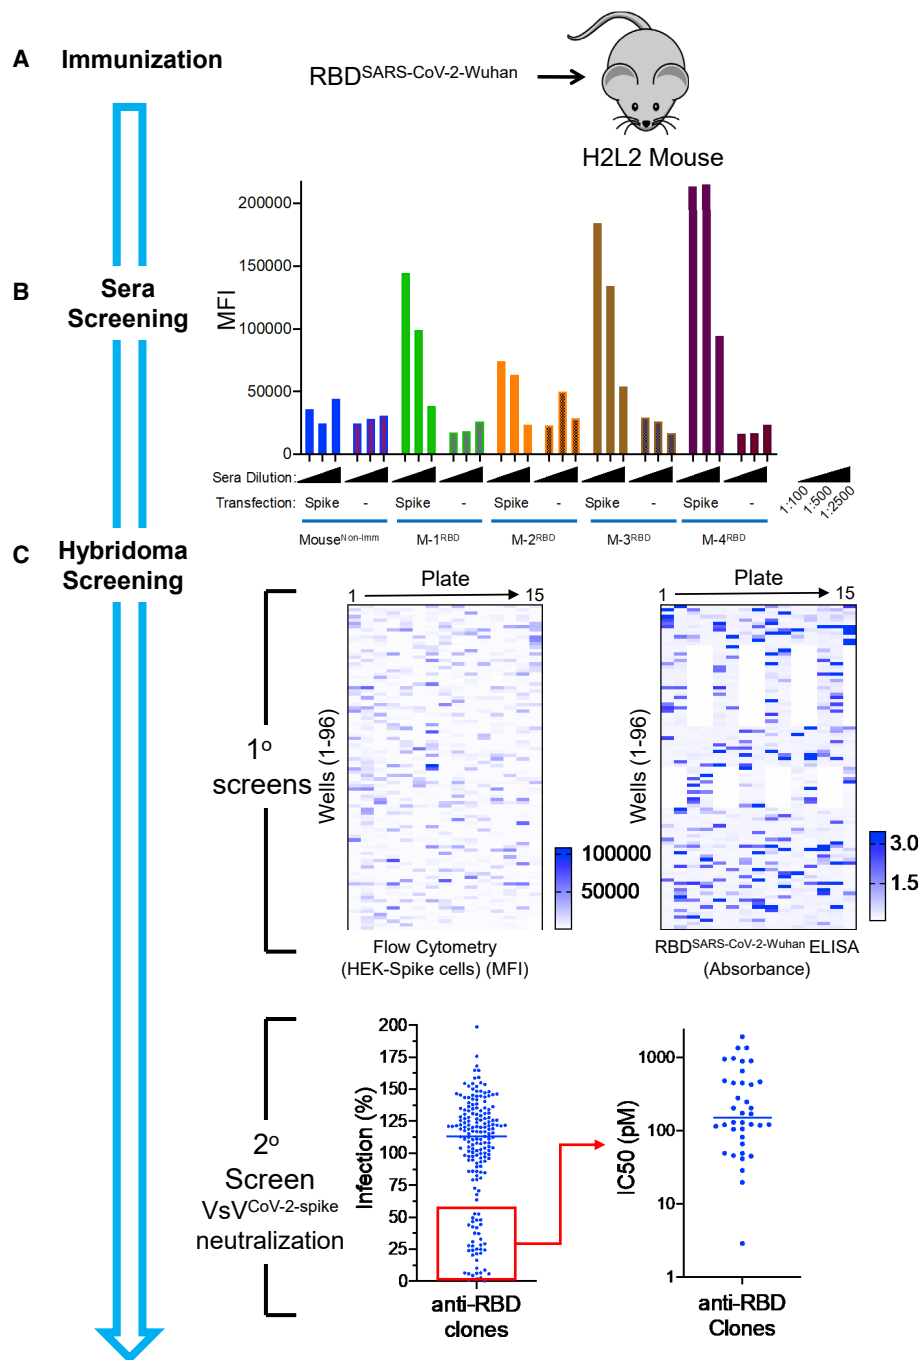 A Immunization
RBDSARS-CoV-2-Wuhan
H2L2 Mouse
B
Sera
Screening
MFI
200000
150000
100000
50000
0
Sera Dilution:
1:100
1:500
1:2500
Transfection:
Spike - Spike - Spike - Spike - Spike -
MouseNon-Imm M-1RBD M-2RBD M-3RBD M-4RBD
C
Hybridoma
Screening
1o
screens
Plate
1 15
Wells (1-96)
100000
50000
Flow Cytometry
(HEK-Spike cells) (MFI)
Plate
1 15
Wells (1-96)
3.0
1.5
RBDSARS-CoV-2-Wuhan ELISA
(Absorbance)
2o
Screen
VsVCoV-2-spike
neutralization
Infection (%)
200
175
150
125
100
75
50
25
0
anti-RBD
clones
IC50 (pM)
1000
100
10
1
anti-RBD
Clones